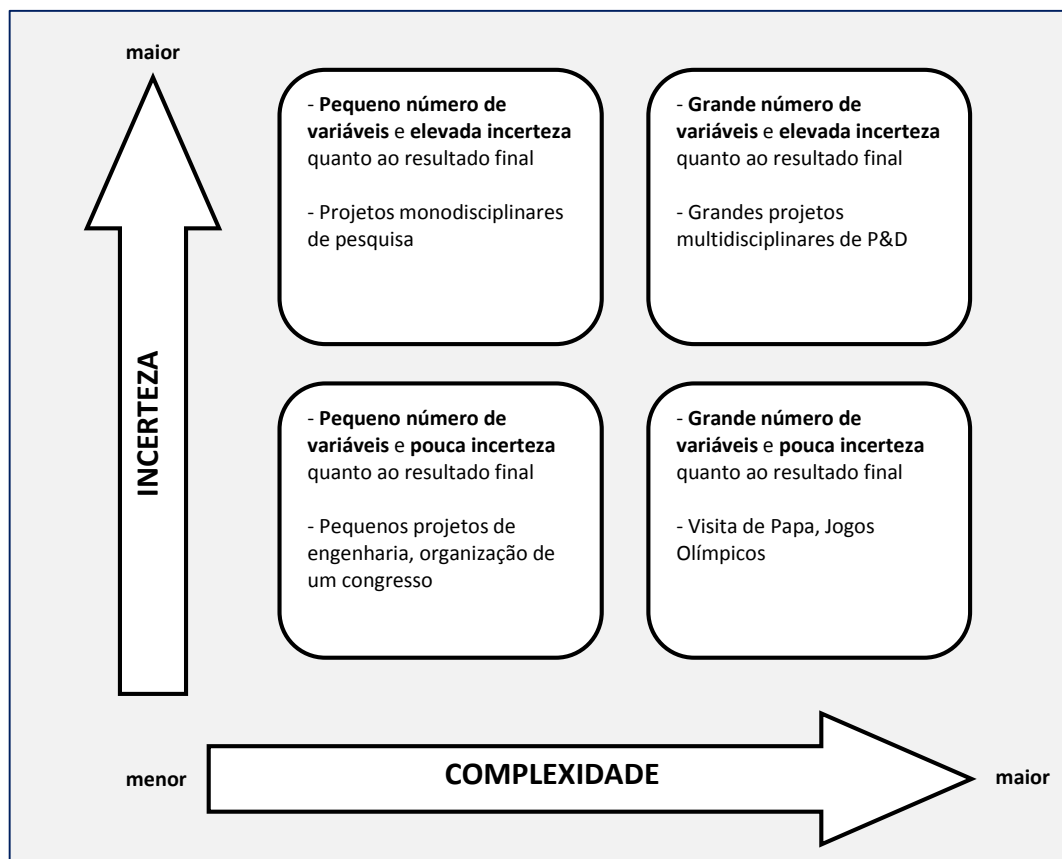 maior
- Pequeno número de
variáveis e elevada incerteza
quanto ao resultado final
- Projetos monodisciplinares
de pesquisa
- Grande número de
variáveis e elevada incerteza
quanto ao resultado final
- Grandes projetos
multidisciplinares de P&D
INCERTEZA
- Pequeno número de
variáveis e pouca incerteza
quanto ao resultado final
- Pequenos projetos de
engenharia, organização de
um congresso
- Grande número de
variáveis e pouca incerteza
quanto ao resultado final
- Visita de Papa, Jogos
Olímpicos
menor
COMPLEXIDADE
maior